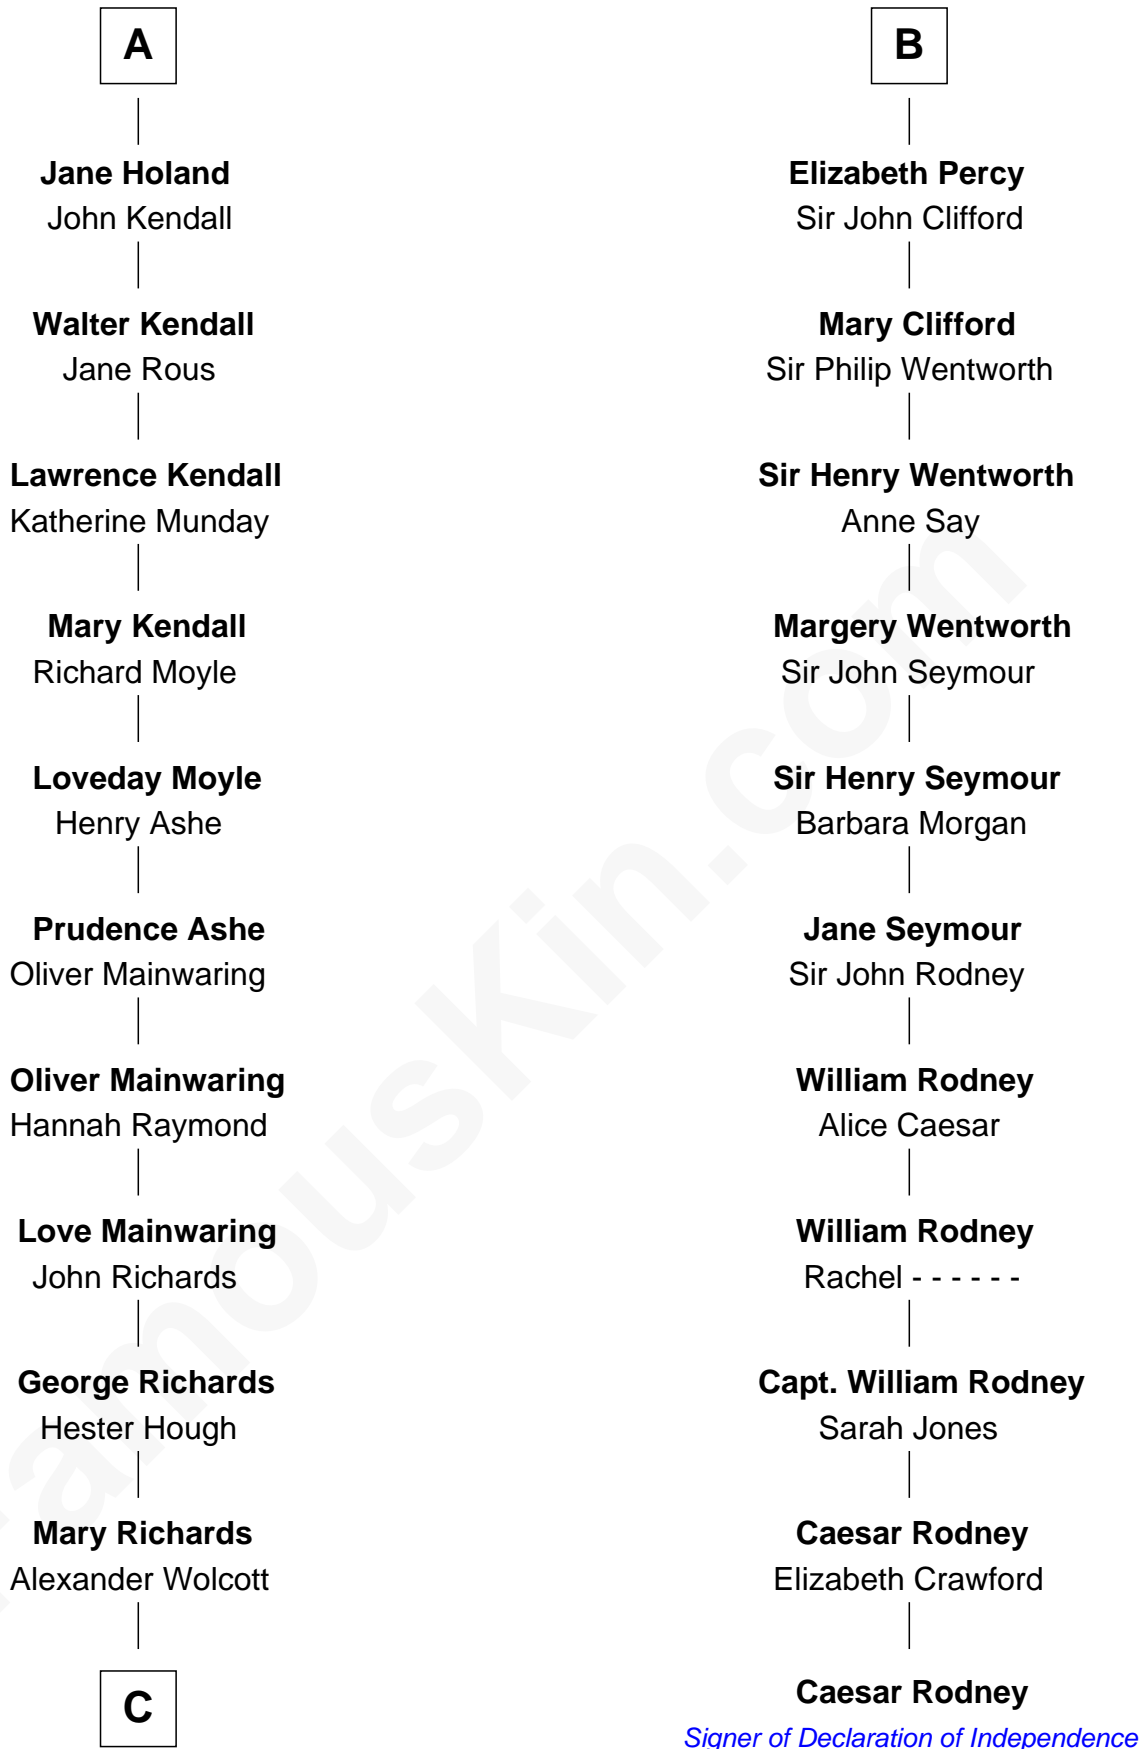 A
Jane Holand
John Kendall
Walter Kendall
Jane Rous
Lawrence Kendall
Katherine Munday
Mary Kendall
Richard Moyle
Loveday Moyle
Henry Ashe
Prudence Ashe
Oliver Mainwaring
Oliver Mainwaring
Hannah Raymond
Love Mainwaring
John Richards
George Richards
Hester Hough
Mary Richards
Alexander Wolcott
C
B
Elizabeth Percy
Sir John Clifford
Mary Clifford
Sir Philip Wentworth
Sir Henry Wentworth
Anne Say
Margery Wentworth
Sir John Seymour
Sir Henry Seymour
Barbara Morgan
Jane Seymour
Sir John Rodney
William Rodney
Alice Caesar
William Rodney
Rachel - - - - - -
Capt. William Rodney
Sarah Jones
Caesar Rodney
Elizabeth Crawford
Caesar Rodney
Signer of Declaration of Independence
FamousKin.com